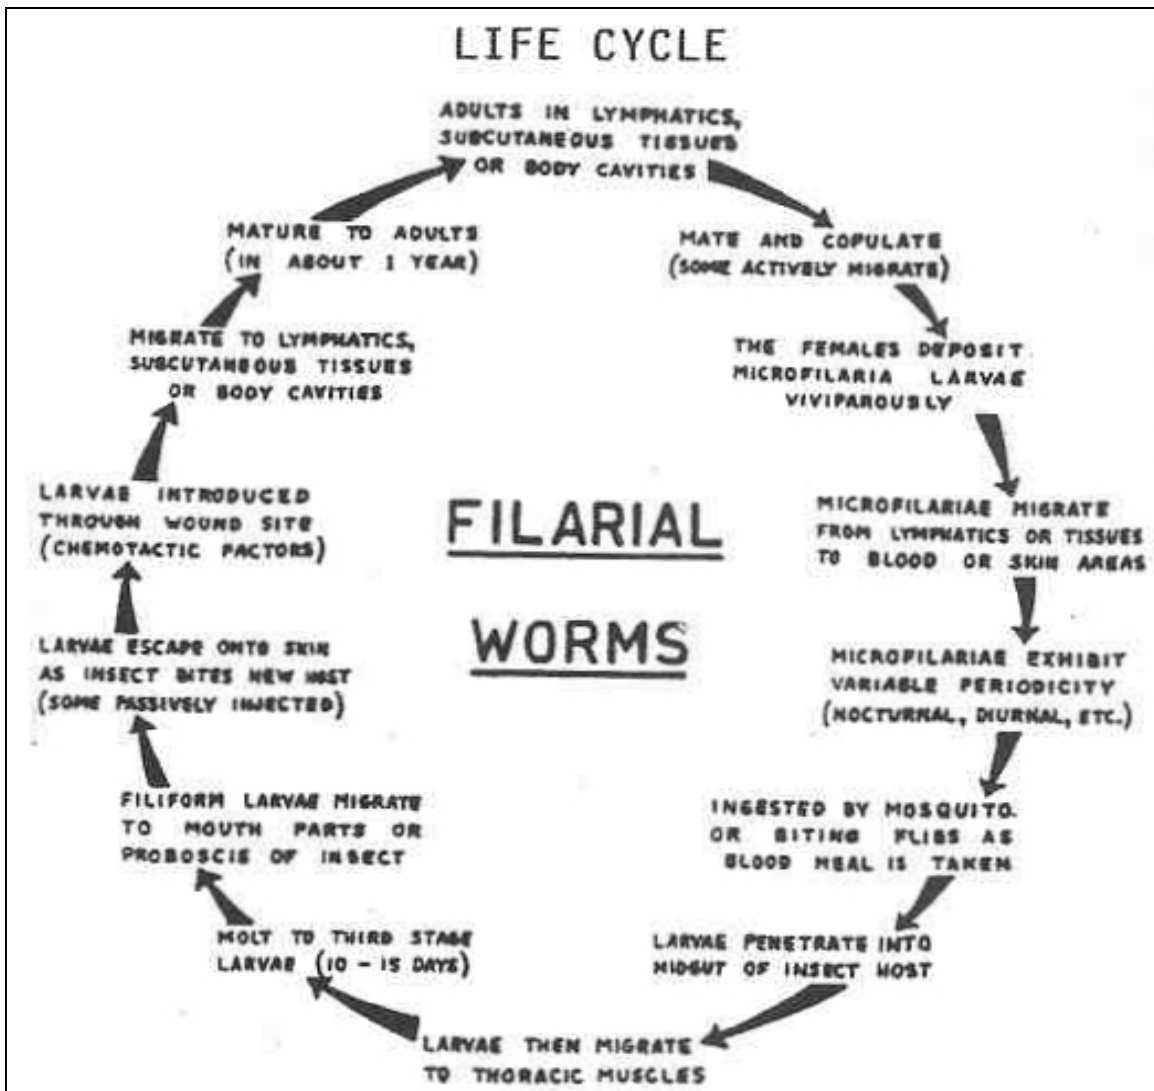 LIFE CYCLE
ADULTS IN LYMPHATICS,
SUBCUTANEOUS TISSUES
OR BODY CAVITIES
MATE AND COPULATE
(SOME ACTIVELY MIGRATE)
THE FEMALES DEPOSIT
MICROFILARIA LARVAE
VIVIPAROUSLY
MICROFILARIAE MIGRATE
FROM LYMPHATICS OR TISSUES
TO BLOOD OR SKIN AREAS
MICROFILARIAE EXHIBIT
VARIABLE PERIODICITY
(NOCTURNAL, DIURNAL, ETC.)
INGESTED BY MOSQUITO.
OR BITING FLIES AS
BLOOD MEAL IS TAKEN
LARVAE PENETRATE INTO
MIDGUT OF INSECT HOST
LARVAE THEN MIGRATE
TO THORACIC MUSCLES
MOLT TO THIRD STAGE
LARVAE (10 - 15 DAYS)
FILIFORM LARVAE MIGRATE
TO MOUTH PARTS OR
PROBOSCIS OF INSECT
LARVAE ESCAPE ONTO SKIN
AS INSECT BITES NEW HOST
(SOME PASSIVELY INJECTED)
LARVAE INTRODUCED
THROUGH WOUND SITE
(CHEMOTACTIC FACTORS)
MIGRATE TO LYMPHATICS,
SUBCUTANEOUS TISSUES
OR BODY CAVITIES
MATURE TO ADULTS
(IN ABOUT 1 YEAR)
FILARIAL
WORMS